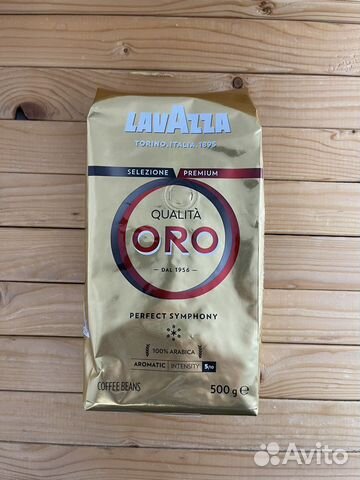 LAVAZZA
TORINO, ITALIA, 1895
SELEZIONE PREMIUM
QUALITÀ
ORO
DAL 1956
PERFECT SYMPHONY
100% ARABICA
AROMATIC INTENSITY 5/10
COFFEE BEANS 500 g e
Avito